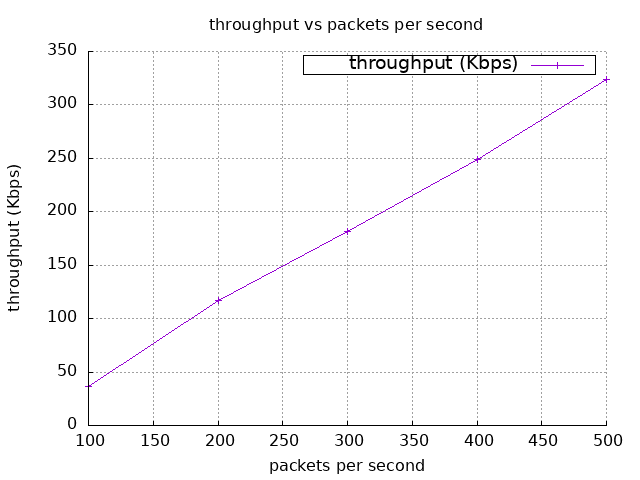 throughput vs packets per second
throughput (Kbps)
350
300
250
200
150
100
50
0
throughput (Kbps)
100 150 200 250 300 350 400 450 500
packets per second